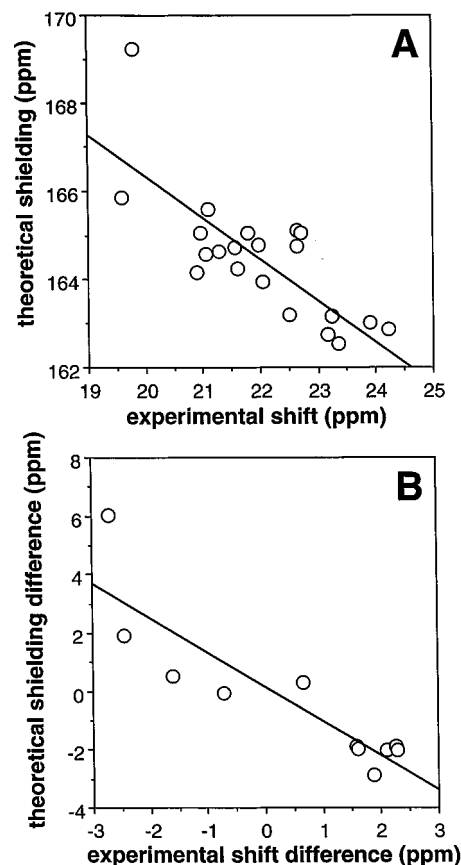 170
A
168
166
164
162
theoretical shielding (ppm)
19 20 21 22 23 24 25
experimental shift (ppm)
8
B
6
4
2
0
-2
-4
theoretical shielding difference (ppm)
-3 -2 -1 0 1 2 3
experimental shift difference (ppm)